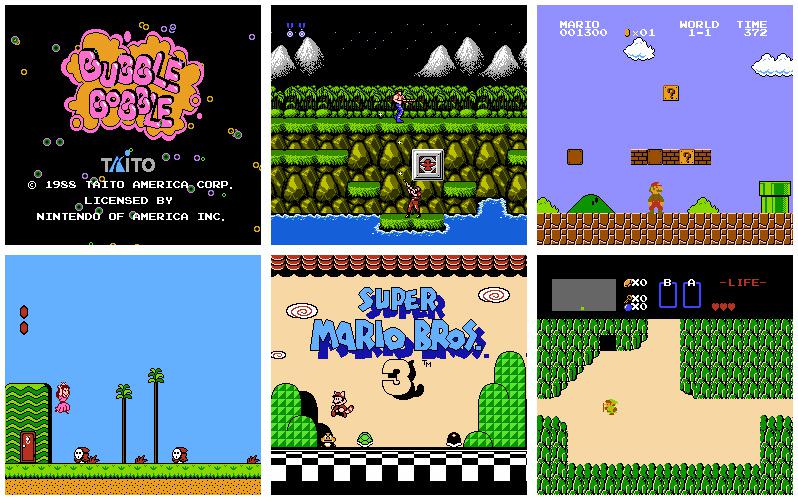 BUBBLE
BOBBLE
TAITO
© 1988 TAITO AMERICA CORP.
LICENSED BY
NINTENDO OF AMERICA INC.
MARIO WORLD TIME
001300 ×01 1-1 372
?
?
SUPER
MARIO BROS.
3 TM
X0 B A -LIFE-
X0
X0